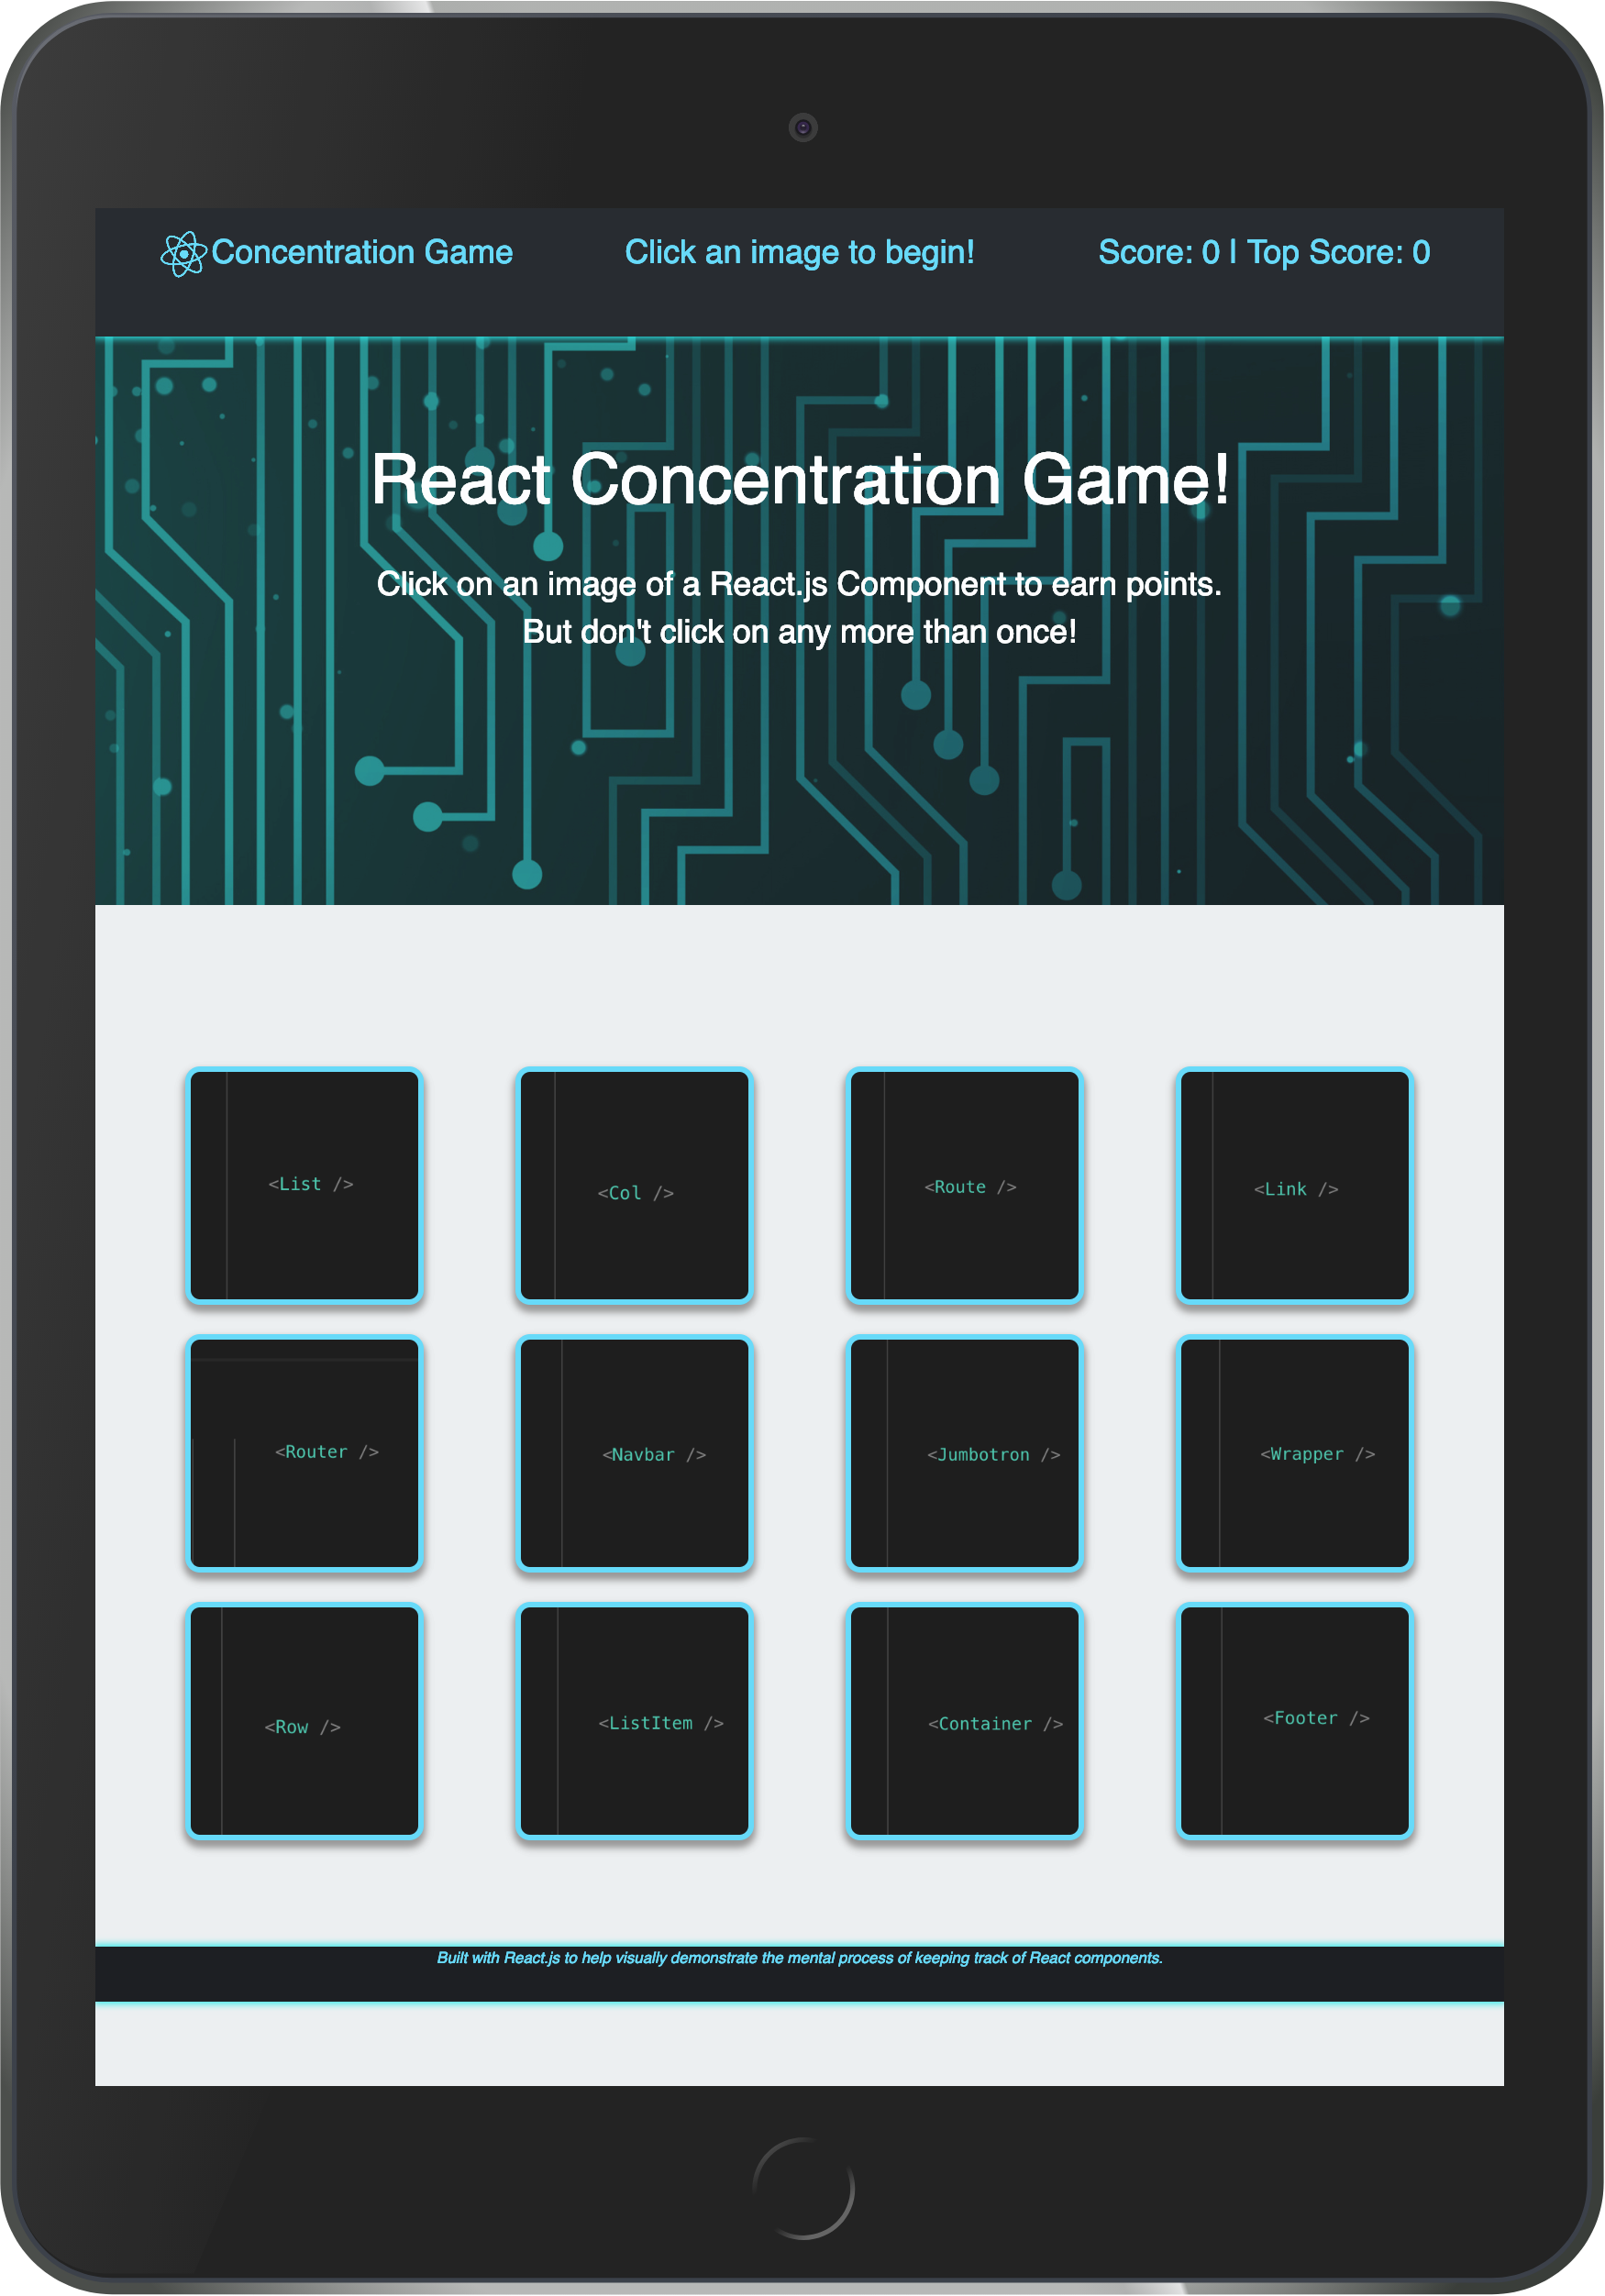 Concentration Game
Click an image to begin!
Score: 0 | Top Score: 0
React Concentration Game!
Click on an image of a React.js Component to earn points.
But don't click on any more than once!
<List />
<Col />
<Route />
<Link />
<Router />
<Navbar />
<Jumbotron />
<Wrapper />
<Row />
<ListItem />
<Container />
<Footer />
Built with React.js to help visually demonstrate the mental process of keeping track of React components.